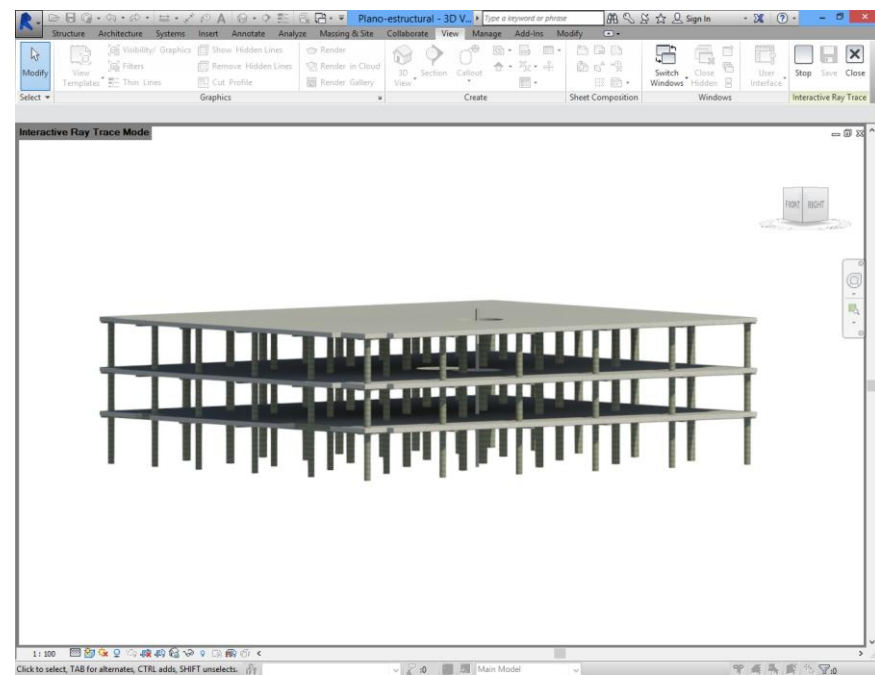 Plano-estructural - 3D V... Type a keyword or phrase Sign In
Structure Architecture Systems Insert Annotate Analyze Massing & Site Collaborate View Manage Add-Ins Modify
Modify
View Templates
Visibility/ Graphics
Filters
Thin Lines
Show Hidden Lines
Remove Hidden Lines
Cut Profile
Render
Render in Cloud
Render Gallery
3D View
Section
Callout
Switch Windows
Close Hidden
User Interface
Stop Save Close
Select Graphics Create Sheet Composition Windows Interactive Ray Trace
Interactive Ray Trace Mode
FRONT RIGHT
1 : 100
Click to select, TAB for alternates, CTRL adds, SHIFT unselects. :0 Main Model :0